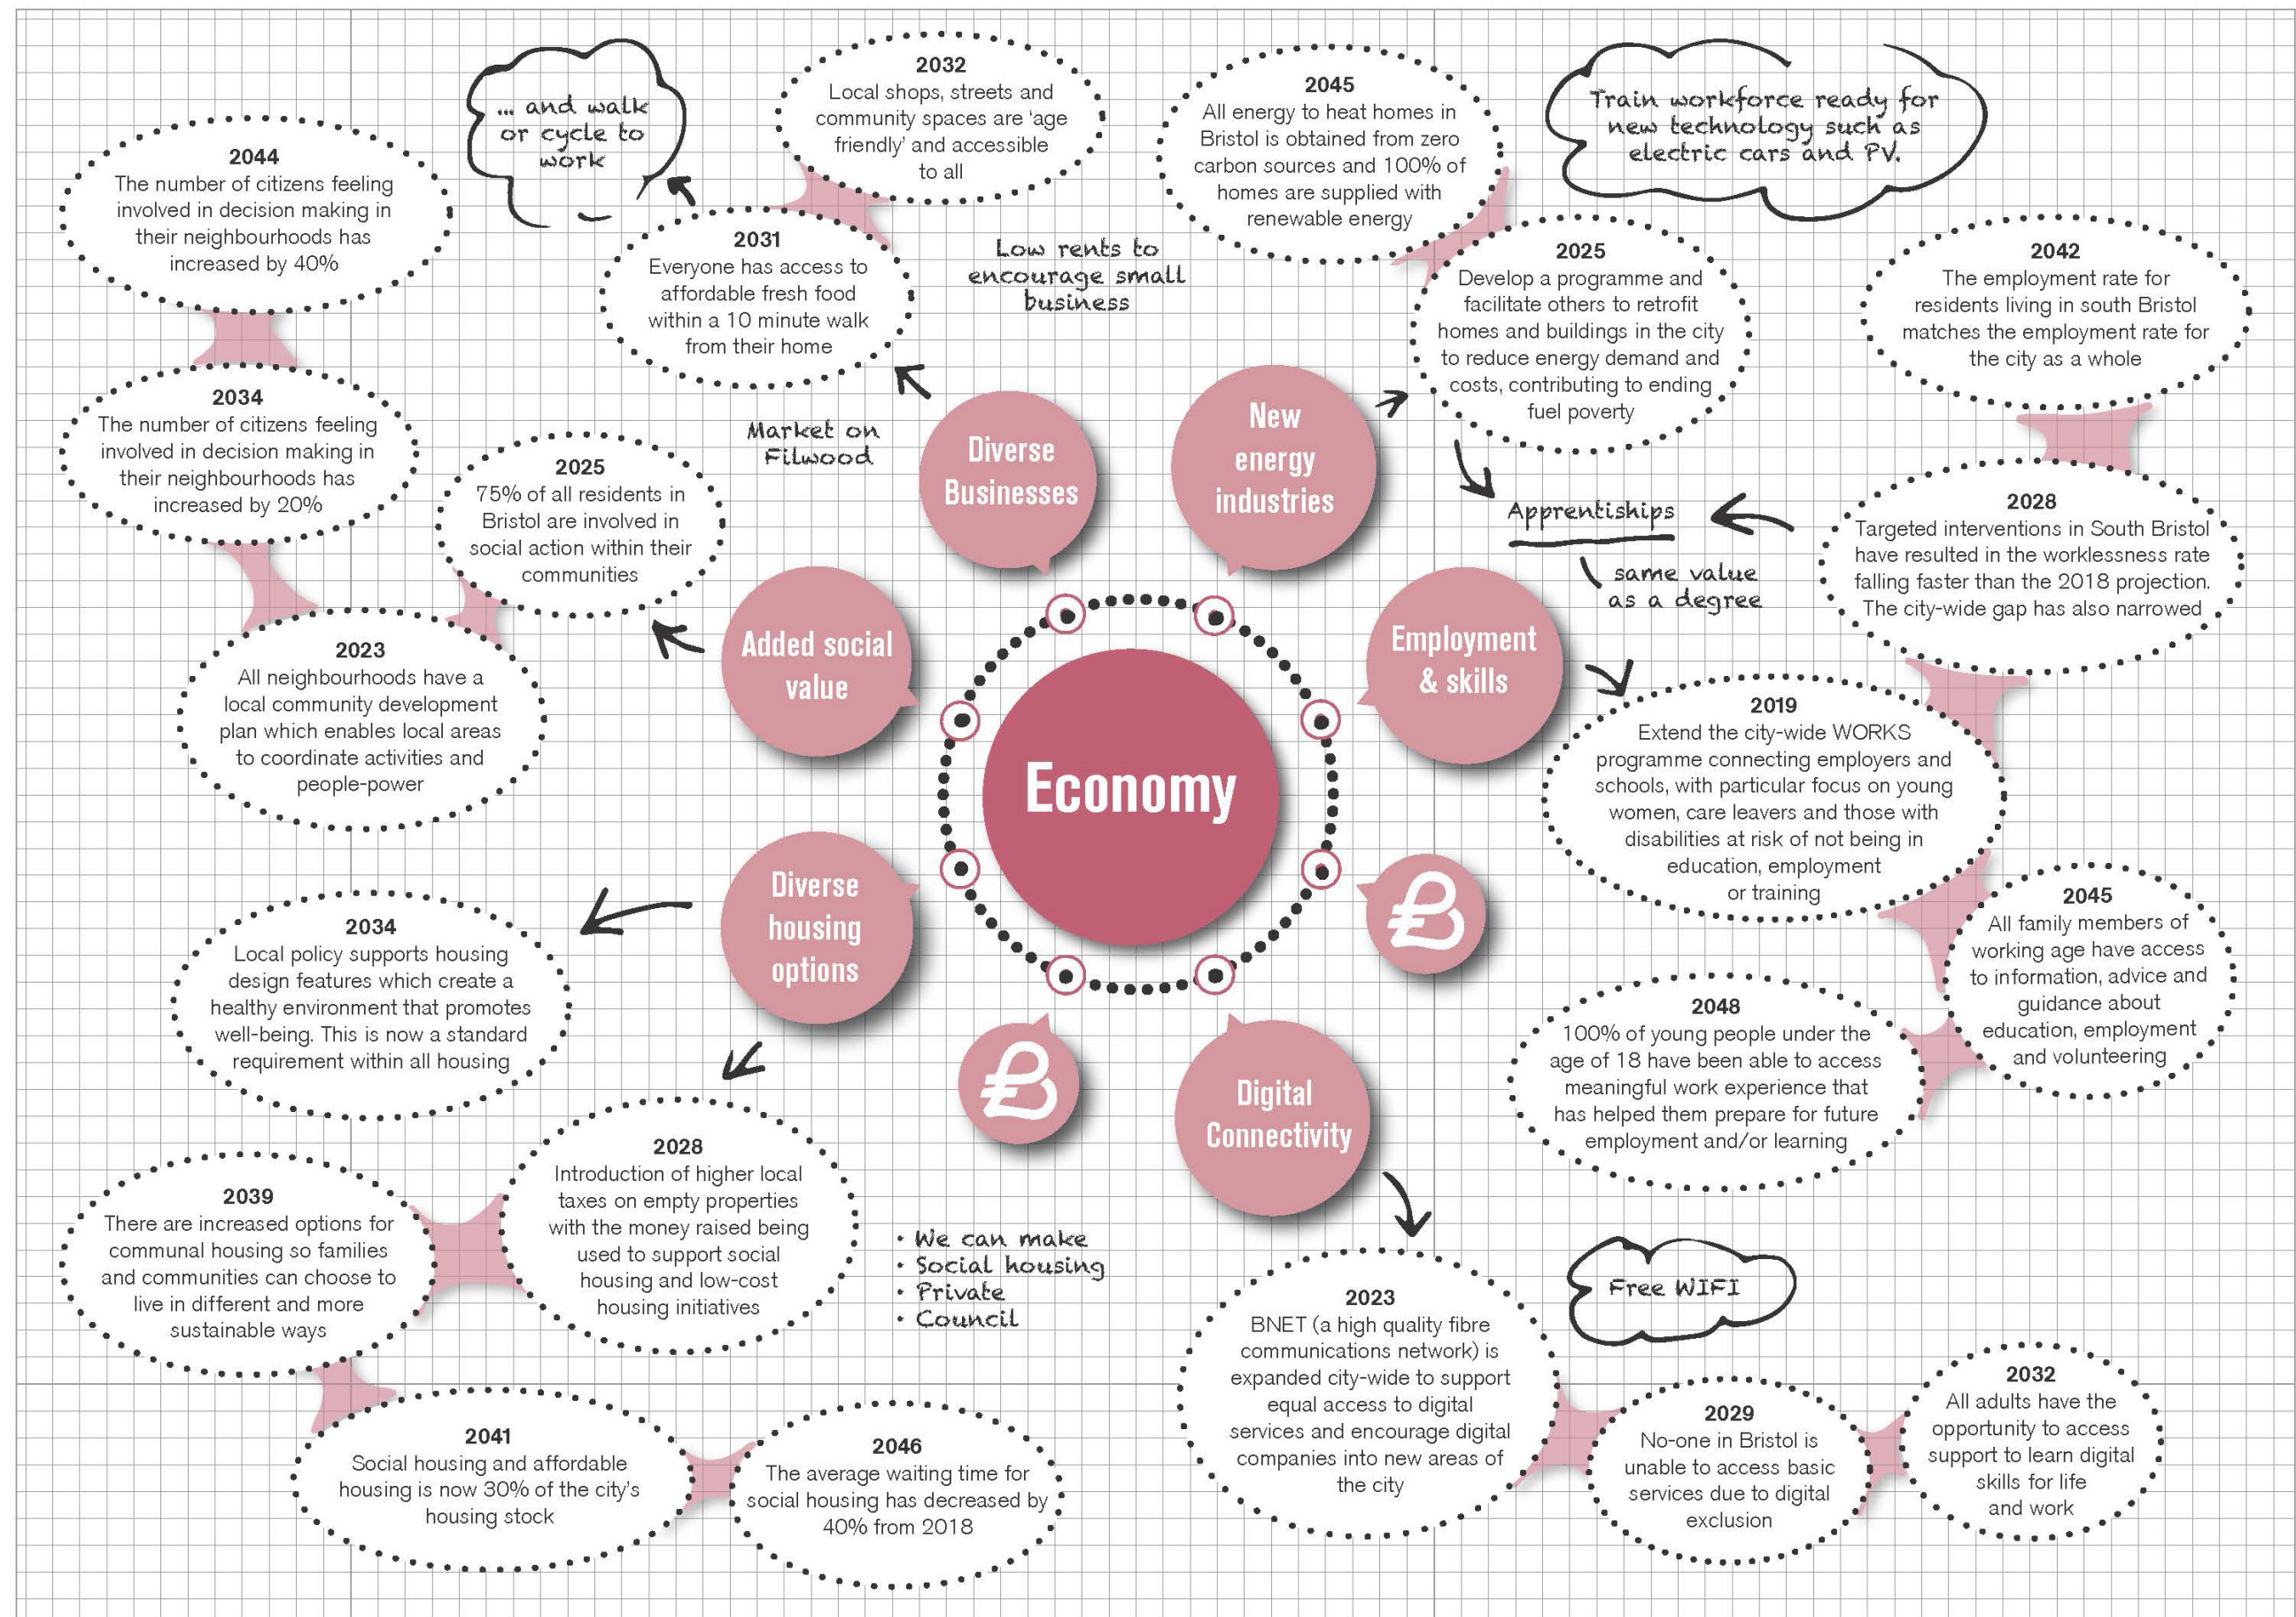 ... and walk
or cycle to
work
2032
Local shops, streets and
community spaces are ‘age
friendly’ and accessible
to all
2045
All energy to heat homes in
Bristol is obtained from zero
carbon sources and 100% of
homes are supplied with
renewable energy
Train workforce ready for
new technology such as
electric cars and PV.
2044
The number of citizens feeling
involved in decision making in
their neighbourhoods has
increased by 40%
2031
Everyone has access to
affordable fresh food
within a 10 minute walk
from their home
Low rents to
encourage small
business
2025
Develop a programme and
facilitate others to retrofit
homes and buildings in the city
to reduce energy demand and
costs, contributing to ending
fuel poverty
2042
The employment rate for
residents living in south Bristol
matches the employment rate for
the city as a whole
2034
The number of citizens feeling
involved in decision making in
their neighbourhoods has
increased by 20%
2025
75% of all residents in
Bristol are involved in
social action within their
communities
Market on
Filwood
Diverse
Businesses
New
energy
industries
Apprentiships
same value
as a degree
2028
Targeted interventions in South Bristol
have resulted in the worklessness rate
falling faster than the 2018 projection.
The city-wide gap has also narrowed
2023
All neighbourhoods have a
local community development
plan which enables local areas
to coordinate activities and
people-power
Added social
value
Employment
& skills
2019
Extend the city-wide WORKS
programme connecting employers and
schools, with particular focus on young
women, care leavers and those with
disabilities at risk of not being in
education, employment
or training
Economy
Diverse
housing
options
2034
Local policy supports housing
design features which create a
healthy environment that promotes
well-being. This is now a standard
requirement within all housing
2045
All family members of
working age have access
to information, advice and
guidance about
education, employment
and volunteering
2048
100% of young people under the
age of 18 have been able to access
meaningful work experience that
has helped them prepare for future
employment and/or learning
Digital
Connectivity
2028
Introduction of higher local
taxes on empty properties
with the money raised being
used to support social
housing and low-cost
housing initiatives
2039
There are increased options for
communal housing so families
and communities can choose to
live in different and more
sustainable ways
• We can make
• Social housing
• Private
• Council
2023
BNET (a high quality fibre
communications network) is
expanded city-wide to support
equal access to digital
services and encourage digital
companies into new areas of
the city
Free WIFI
2029
No-one in Bristol is
unable to access basic
services due to digital
exclusion
2032
All adults have the
opportunity to access
support to learn digital
skills for life
and work
2041
Social housing and affordable
housing is now 30% of the city’s
housing stock
2046
The average waiting time for
social housing has decreased by
40% from 2018